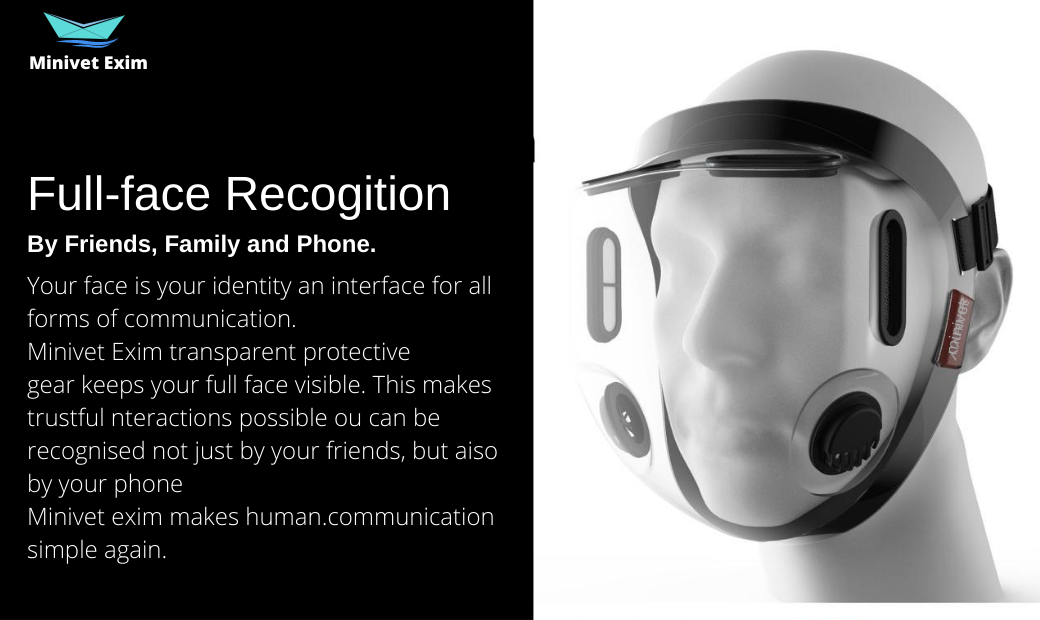 Minivet Exim
Full-face Recogition
By Friends, Family and Phone.
Your face is your identity an interface for all
forms of communication.
Minivet Exim transparent protective
gear keeps your full face visible. This makes
trustful nteractions possible ou can be
recognised not just by your friends, but aiso
by your phone
Minivet exim makes human.communication
simple again.